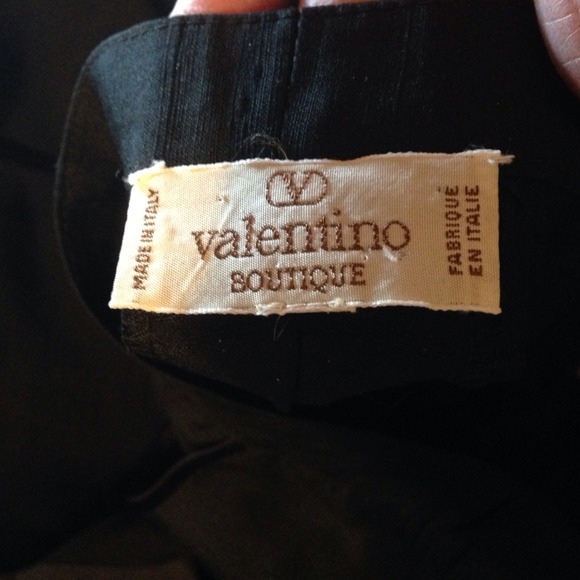 MADE IN ITALY
V
valentino
BOUTIQUE
FABRIQUÉ
EN ITALIE